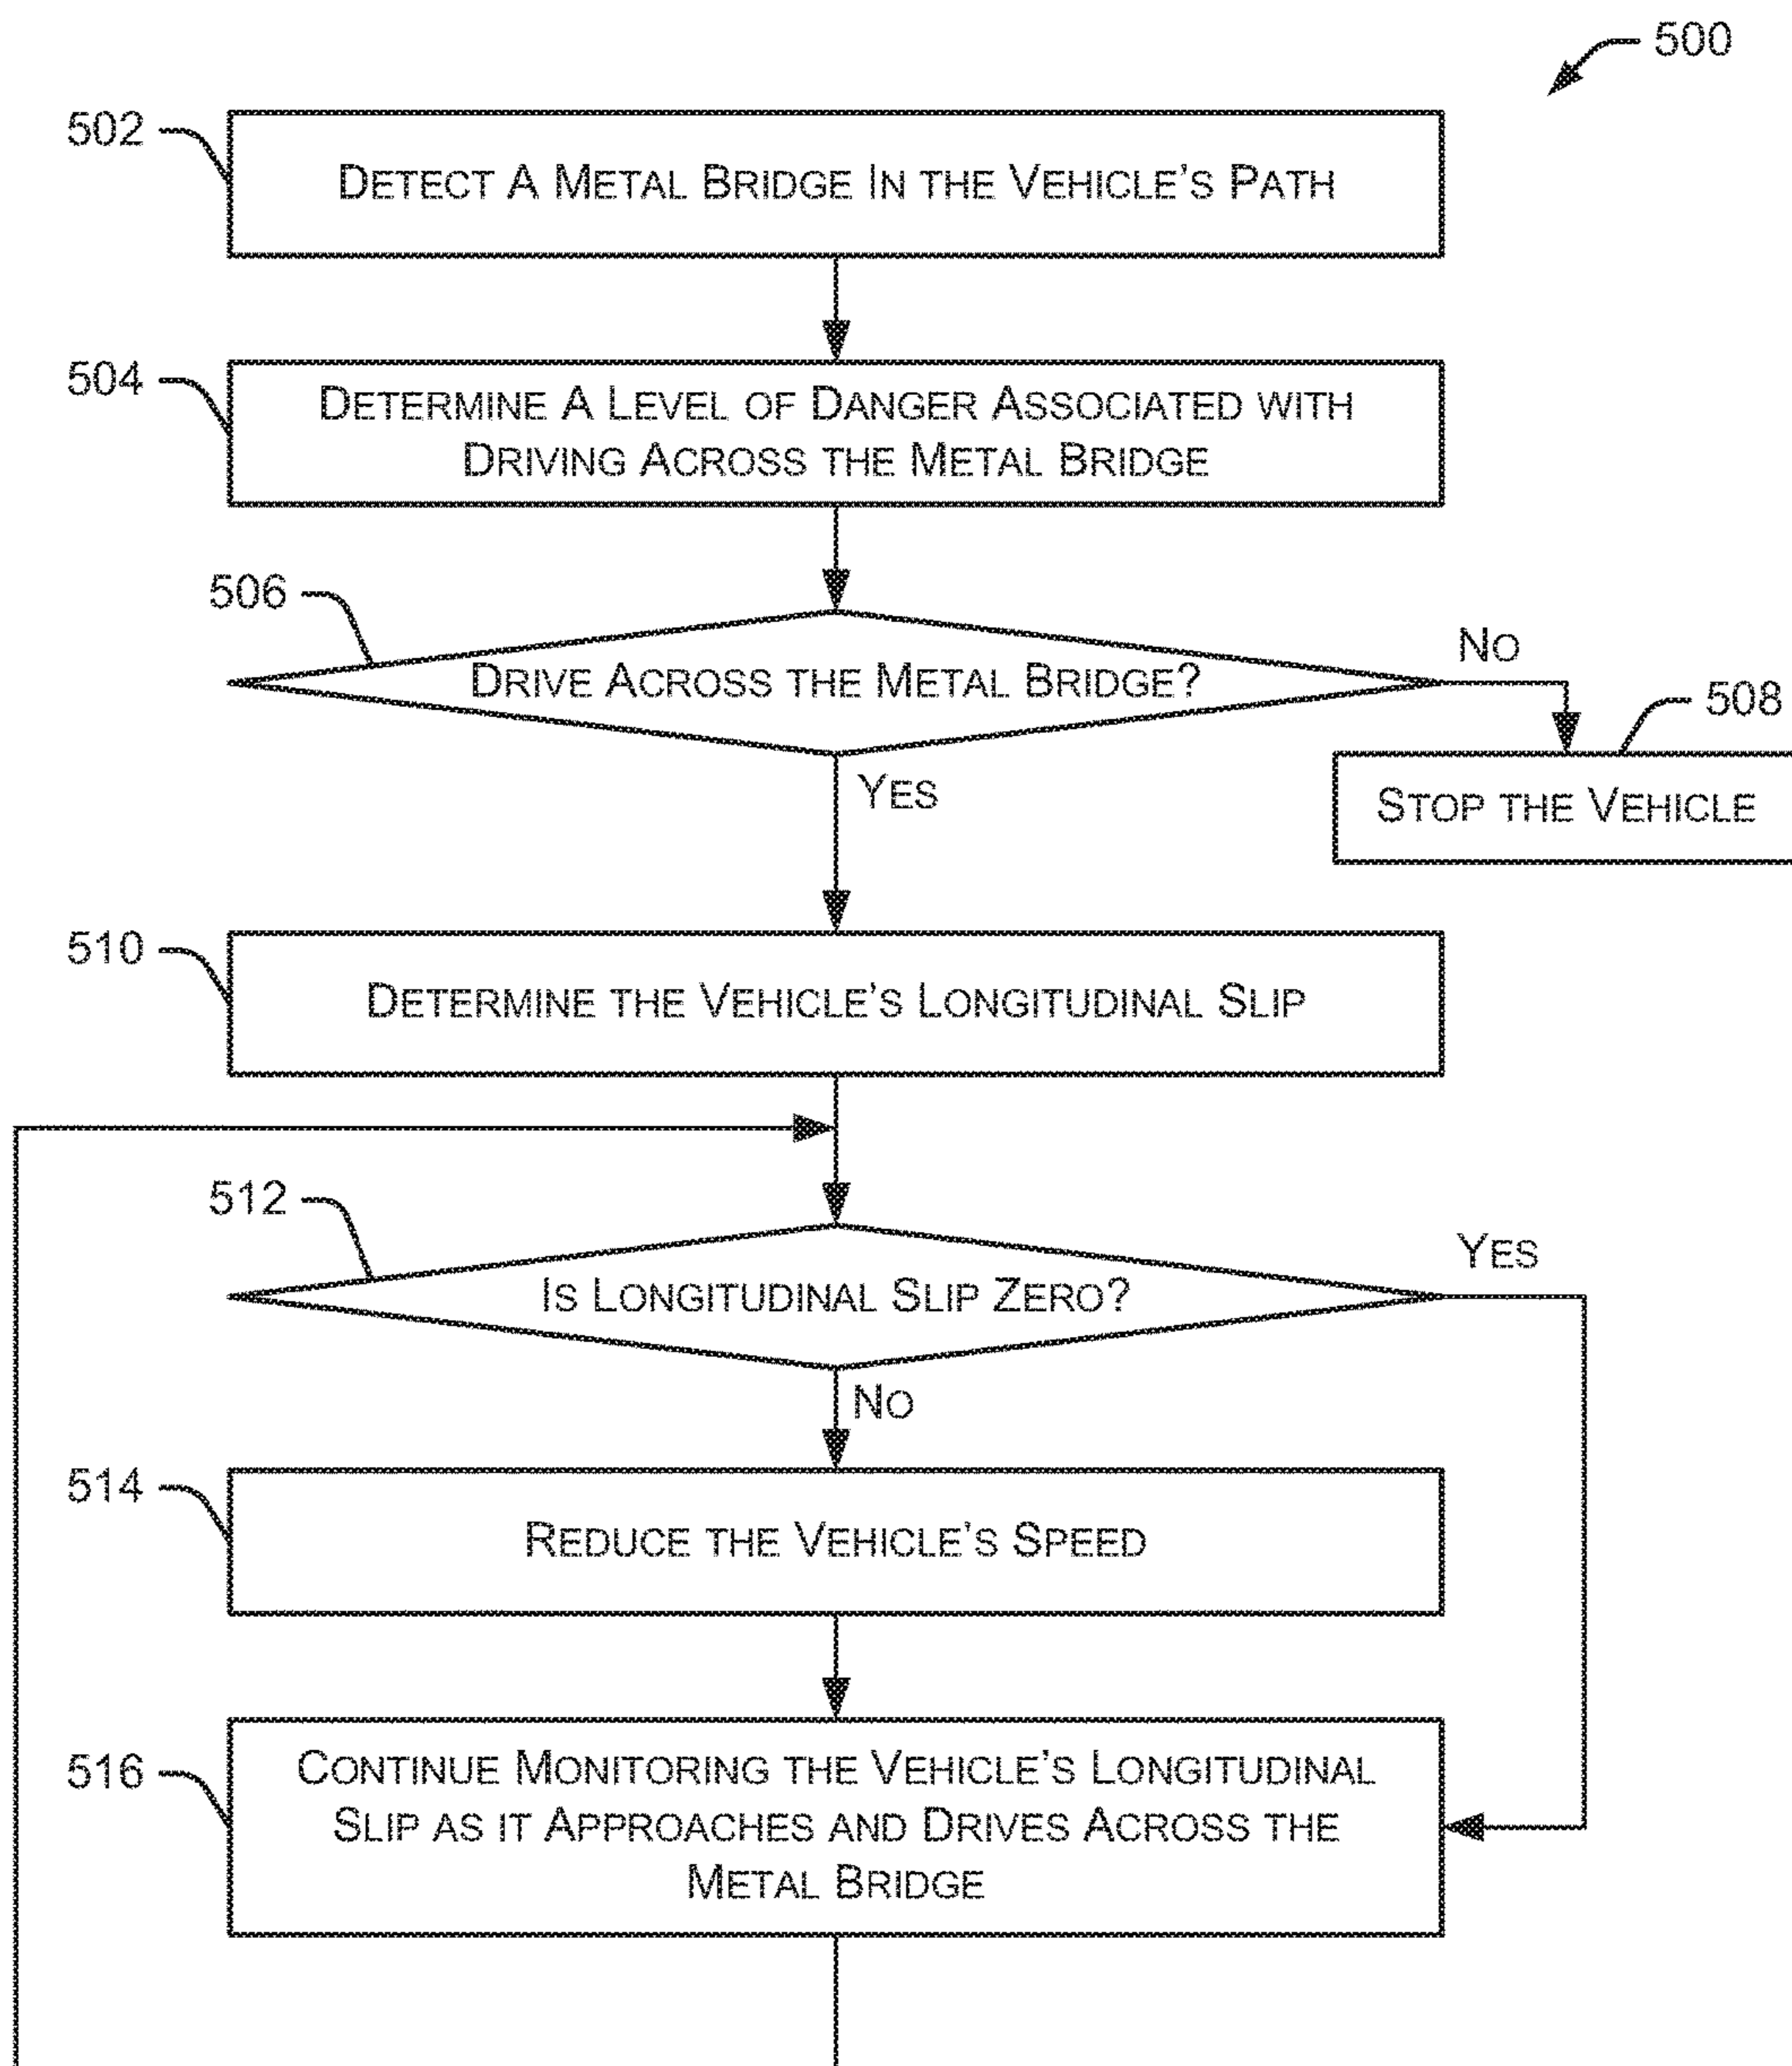 500
502
DETECT A METAL BRIDGE IN THE VEHICLE'S PATH
504
DETERMINE A LEVEL OF DANGER ASSOCIATED WITH
DRIVING ACROSS THE METAL BRIDGE
506
DRIVE ACROSS THE METAL BRIDGE?
NO
508
STOP THE VEHICLE
YES
510
DETERMINE THE VEHICLE'S LONGITUDINAL SLIP
512
IS LONGITUDINAL SLIP ZERO?
YES
NO
514
REDUCE THE VEHICLE'S SPEED
516
CONTINUE MONITORING THE VEHICLE'S LONGITUDINAL
SLIP AS IT APPROACHES AND DRIVES ACROSS THE
METAL BRIDGE